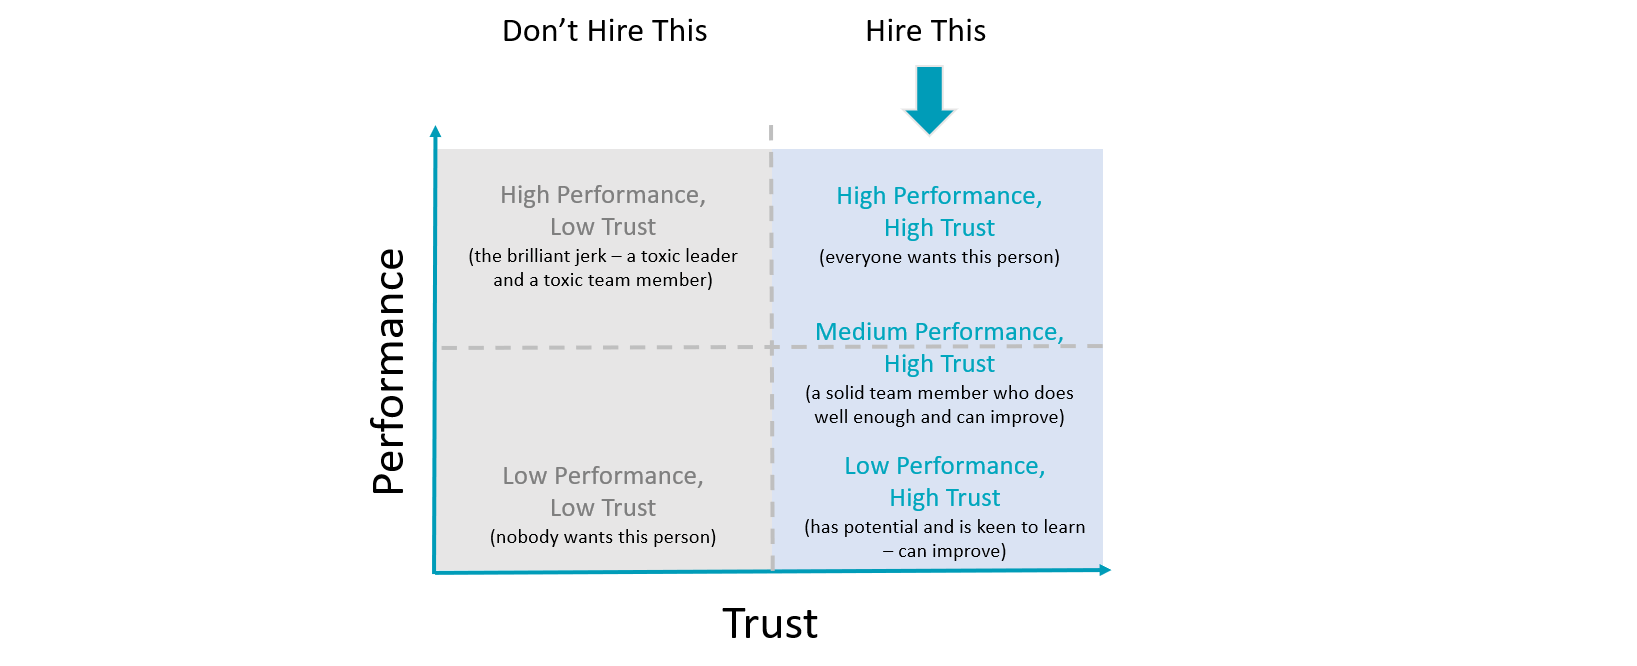 Don’t Hire This
Hire This
High Performance,
Low Trust
(the brilliant jerk – a toxic leader
and a toxic team member)
High Performance,
High Trust
(everyone wants this person)
Medium Performance,
High Trust
(a solid team member who does
well enough and can improve)
Low Performance,
Low Trust
(nobody wants this person)
Low Performance,
High Trust
(has potential and is keen to learn
– can improve)
Performance
Trust